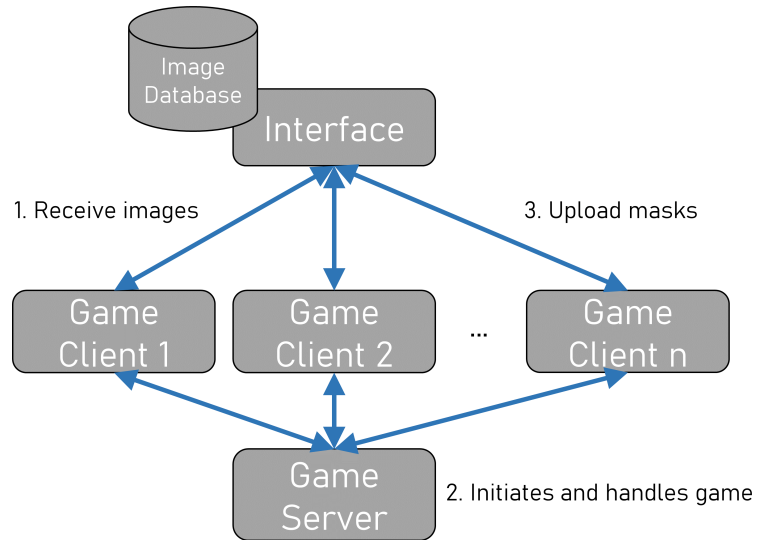 Image
Database
Interface
1. Receive images
3. Upload masks
Game
Client 1
Game
Client 2
...
Game
Client n
Game
Server
2. Initiates and handles game